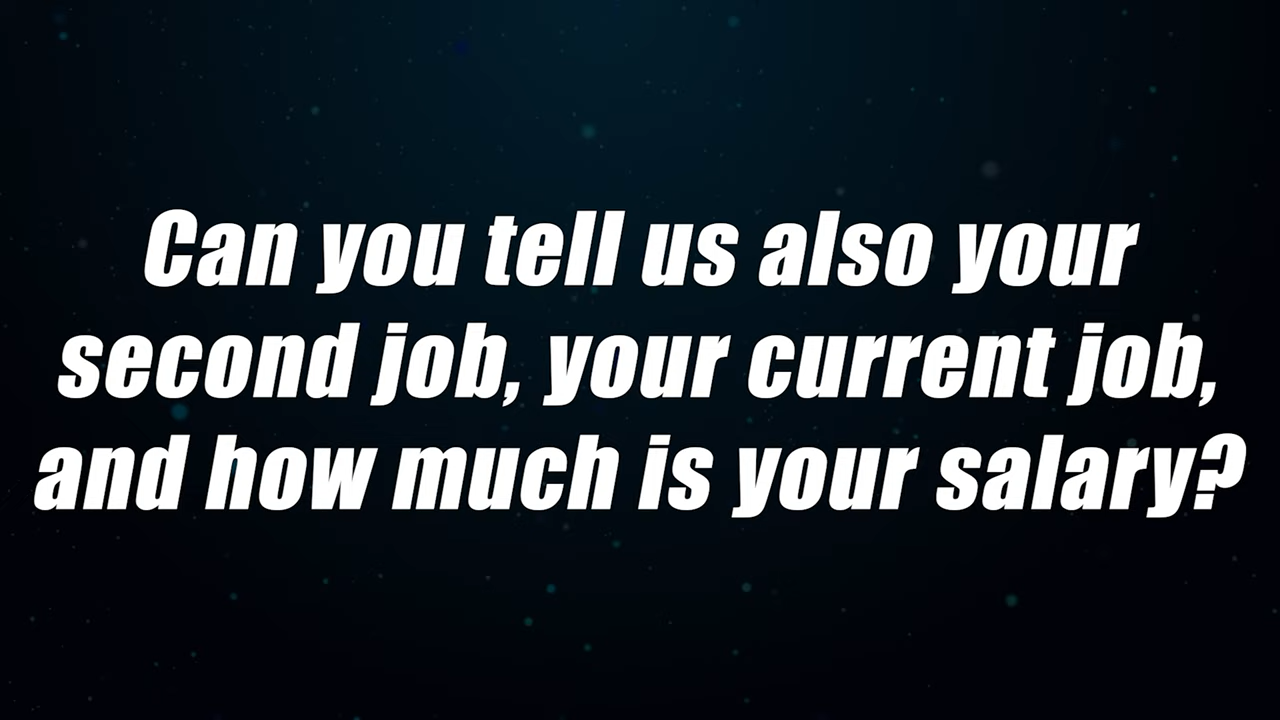 Can you tell us also your
second job, your current job,
and how much is your salary?